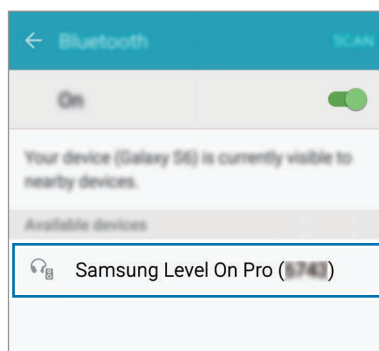 Bluetooth SCAN
On
Your device (Galaxy S6) is currently visible to
nearby devices.
Available devices
Samsung Level On Pro ( )